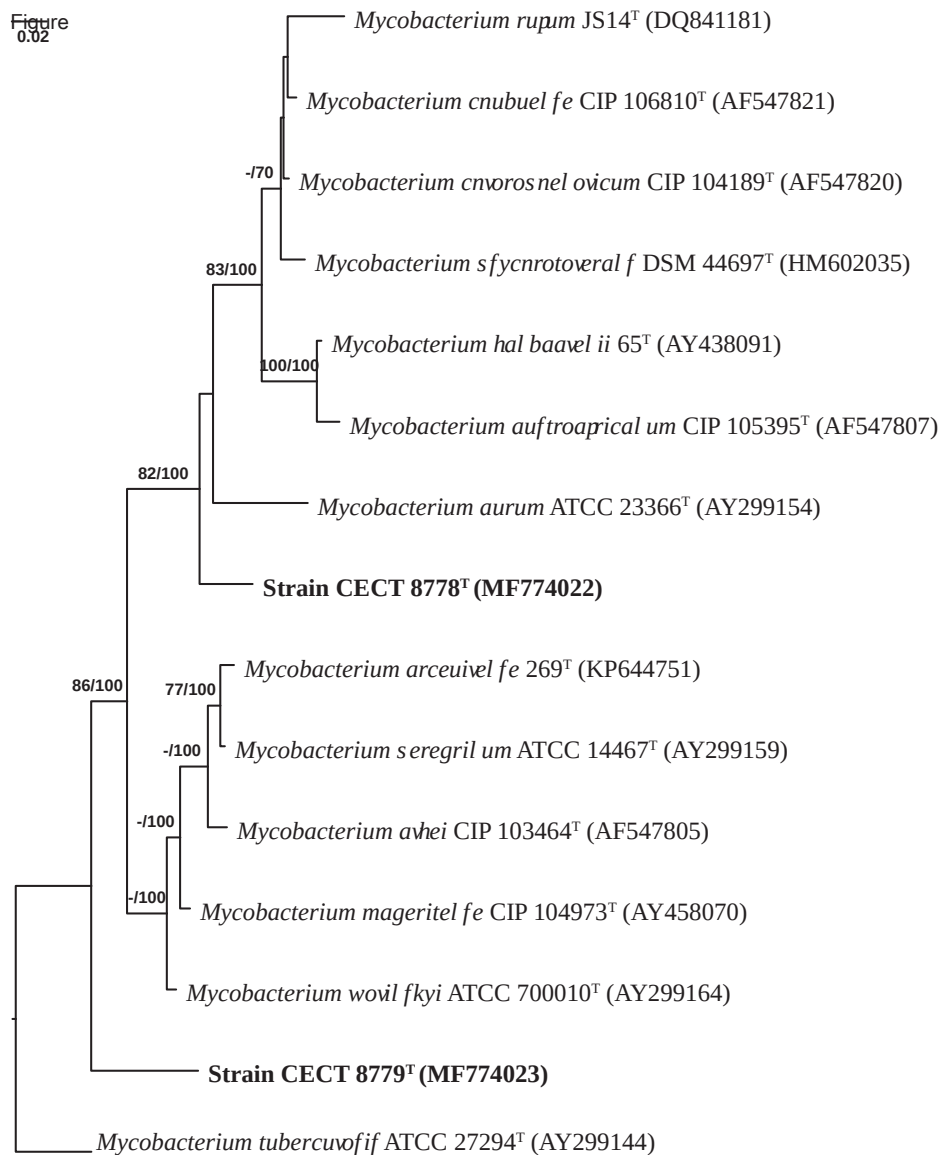 Figure
0.02
Mycobacterium rupum JS14ᵀ (DQ841181)
Mycobacterium cnubuel fe CIP 106810ᵀ (AF547821)
-/70
Mycobacterium cnvoros nel ovicum CIP 104189ᵀ (AF547820)
Mycobacterium s fycnrotoveral f DSM 44697ᵀ (HM602035)
83/100
Mycobacterium hal baavel ii 65ᵀ (AY438091)
100/100
Mycobacterium auftroaprical um CIP 105395ᵀ (AF547807)
82/100
Mycobacterium aurum ATCC 23366ᵀ (AY299154)
Strain CECT 8778ᵀ (MF774022)
Mycobacterium arceuivel fe 269ᵀ (KP644751)
86/100
77/100
Mycobacterium s eregril um ATCC 14467ᵀ (AY299159)
-/100
Mycobacterium avhei CIP 103464ᵀ (AF547805)
-/100
-/100
Mycobacterium mageritel fe CIP 104973ᵀ (AY458070)
Mycobacterium wovil fkyi ATCC 700010ᵀ (AY299164)
Strain CECT 8779ᵀ (MF774023)
Mycobacterium tubercuvofif ATCC 27294ᵀ (AY299144)